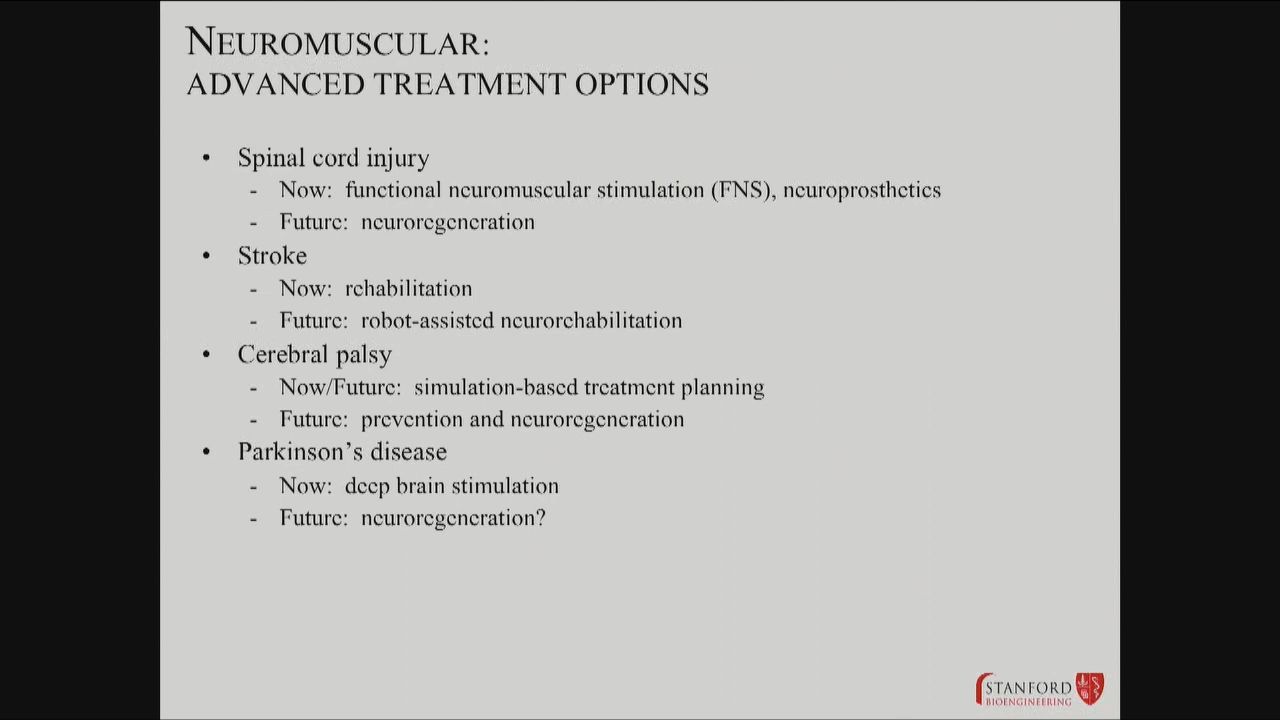 NEUROMUSCULAR:
ADVANCED TREATMENT OPTIONS
• Spinal cord injury
- Now: functional neuromuscular stimulation (FNS), neuroprosthetics
- Future: neuroregeneration
• Stroke
- Now: rehabilitation
- Future: robot-assisted neurorehabilitation
• Cerebral palsy
- Now/Future: simulation-based treatment planning
- Future: prevention and neuroregeneration
• Parkinson's disease
- Now: deep brain stimulation
- Future: neuroregeneration?
STANFORD
BIOENGINEERING